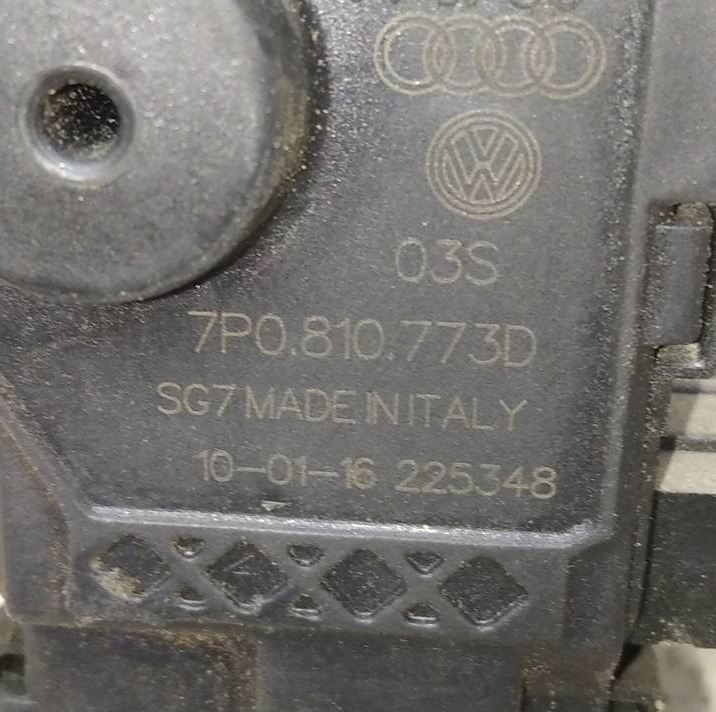 03S
7P0.810.773D
SG7 MADE IN ITALY
10-01-16 225348